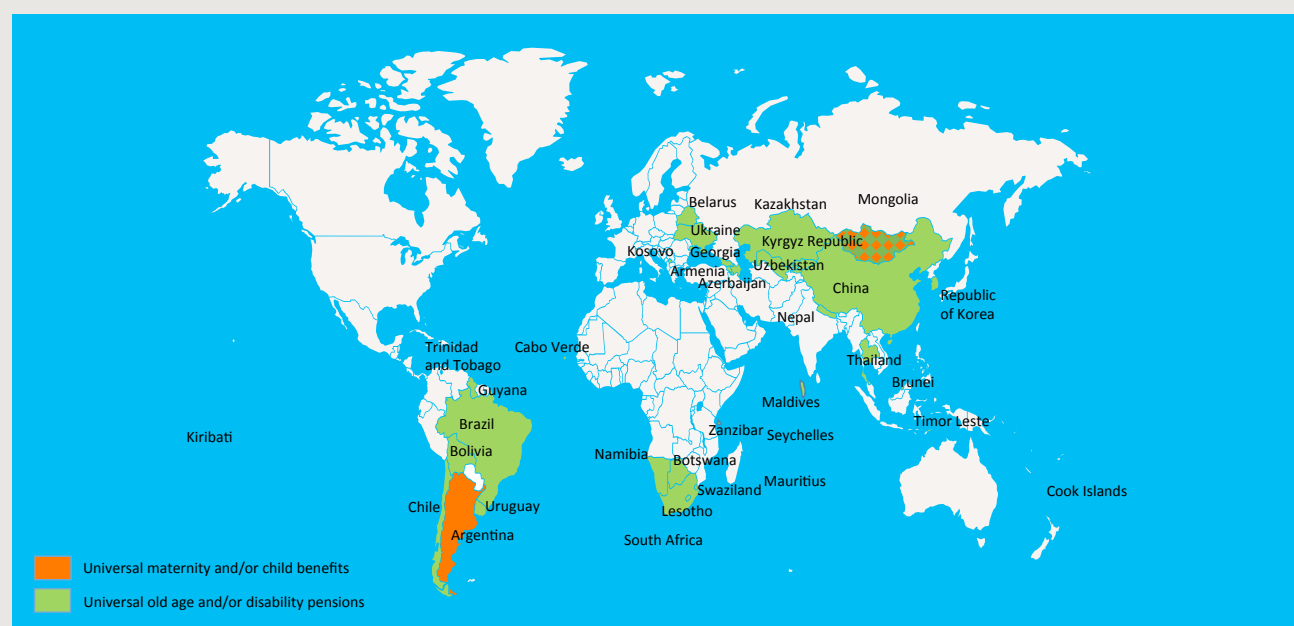 Belarus
Kazakhstan
Mongolia
Ukraine
Kyrgyz Republic
Kosovo
Georgia
Uzbekistan
Armenia
Azerbaijan
China
Republic
of Korea
Nepal
Trinidad
and Tobago
Cabo Verde
Thailand
Guyana
Brunei
Maldives
Brazil
Timor Leste
Zanzibar
Seychelles
Kiribati
Bolivia
Namibia
Botswana
Mauritius
Swaziland
Cook Islands
Chile
Uruguay
Lesotho
Argentina
South Africa
Universal maternity and/or child benefits
Universal old age and/or disability pensions